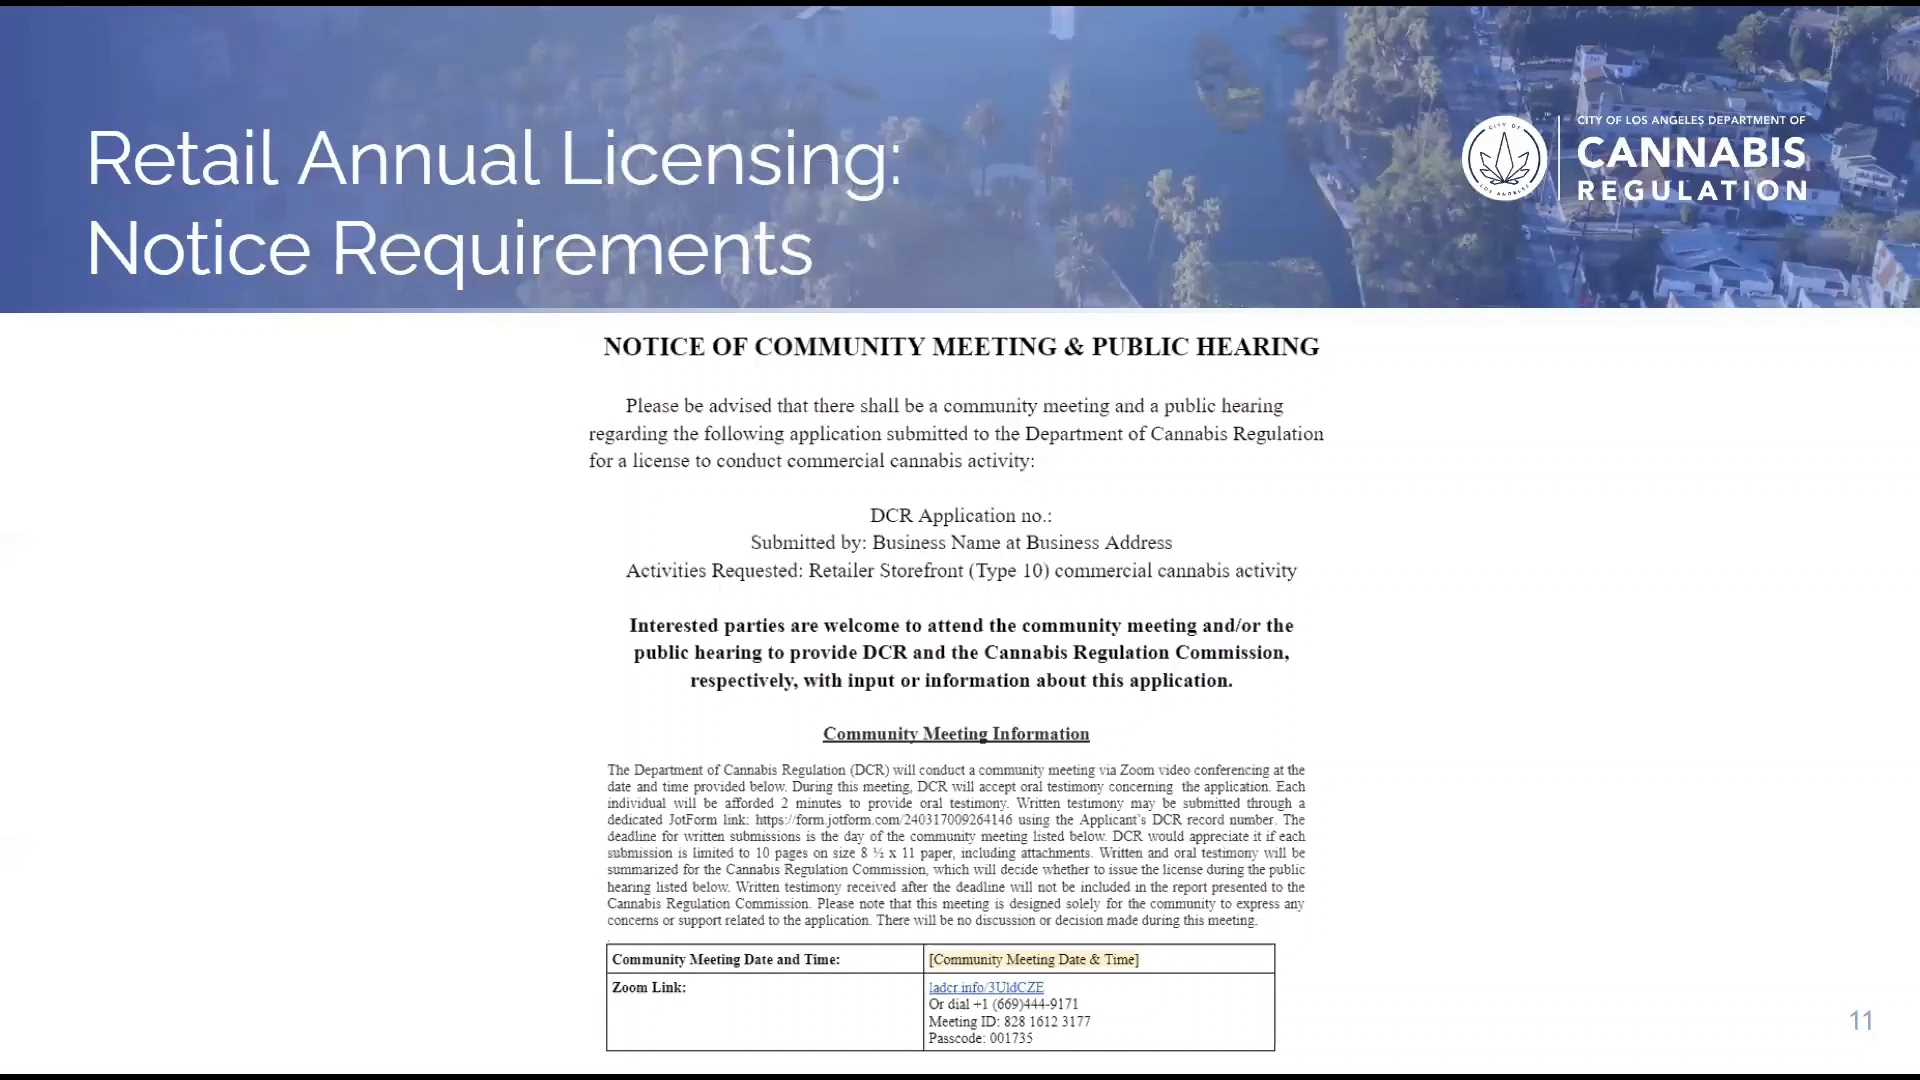 Retail Annual Licensing:
Notice Requirements
CITY OF LOS ANGELES
CITY OF LOS ANGELES DEPARTMENT OF
CANNABIS
REGULATION
NOTICE OF COMMUNITY MEETING & PUBLIC HEARING
Please be advised that there shall be a community meeting and a public hearing
regarding the following application submitted to the Department of Cannabis Regulation
for a license to conduct commercial cannabis activity:
DCR Application no.:
Submitted by: Business Name at Business Address
Activities Requested: Retailer Storefront (Type 10) commercial cannabis activity
Interested parties are welcome to attend the community meeting and/or the
public hearing to provide DCR and the Cannabis Regulation Commission,
respectively, with input or information about this application.
Community Meeting Information
The Department of Cannabis Regulation (DCR) will conduct a community meeting via Zoom video conferencing at the
date and time provided below. During this meeting, DCR will accept oral testimony concerning the application. Each
individual will be afforded 2 minutes to provide oral testimony. Written testimony may be submitted through a
dedicated JotForm link: https://form.jotform.com/240317009264146 using the Applicant's DCR record number. The
deadline for written submissions is the day of the community meeting listed below. DCR would appreciate it if each
submission is limited to 10 pages on size 8 ½ x 11 paper, including attachments. Written and oral testimony will be
summarized for the Cannabis Regulation Commission, which will decide whether to issue the license during the public
hearing listed below. Written testimony received after the deadline will not be included in the report presented to the
Cannabis Regulation Commission. Please note that this meeting is designed solely for the community to express any
concerns or support related to the application. There will be no discussion or decision made during this meeting.
Community Meeting Date and Time: [Community Meeting Date & Time]
Zoom Link: ladcr.info/3UldCZE
Or dial +1 (669)444-9171
Meeting ID: 828 1612 3177
Passcode: 001735
11